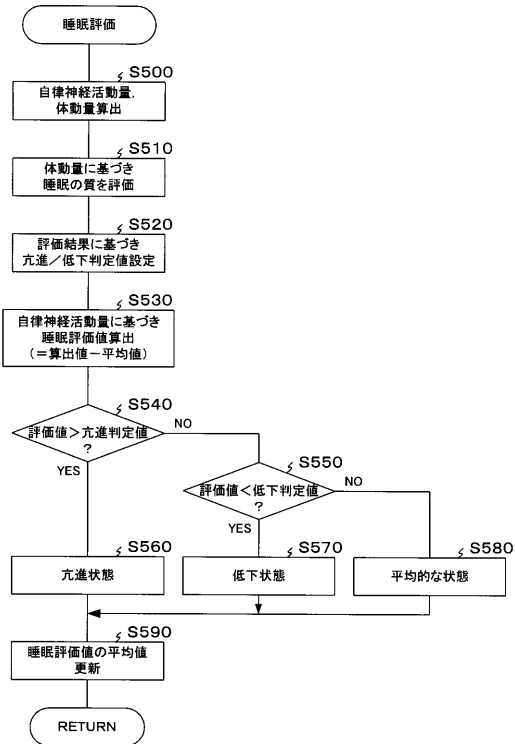 睡眠評価
S500
自律神経活動量,
体動量算出
S510
体動量に基づき
睡眠の質を評価
S520
評価結果に基づき
亢進／低下判定値設定
S530
自律神経活動量に基づき
睡眠評価値算出
(＝算出値－平均値)
S540
評価値＞亢進判定値
?
NO
YES
S550
評価値＜低下判定値
?
NO
YES
S560
亢進状態
S570
低下状態
S580
平均的な状態
S590
睡眠評価値の平均値
更新
RETURN